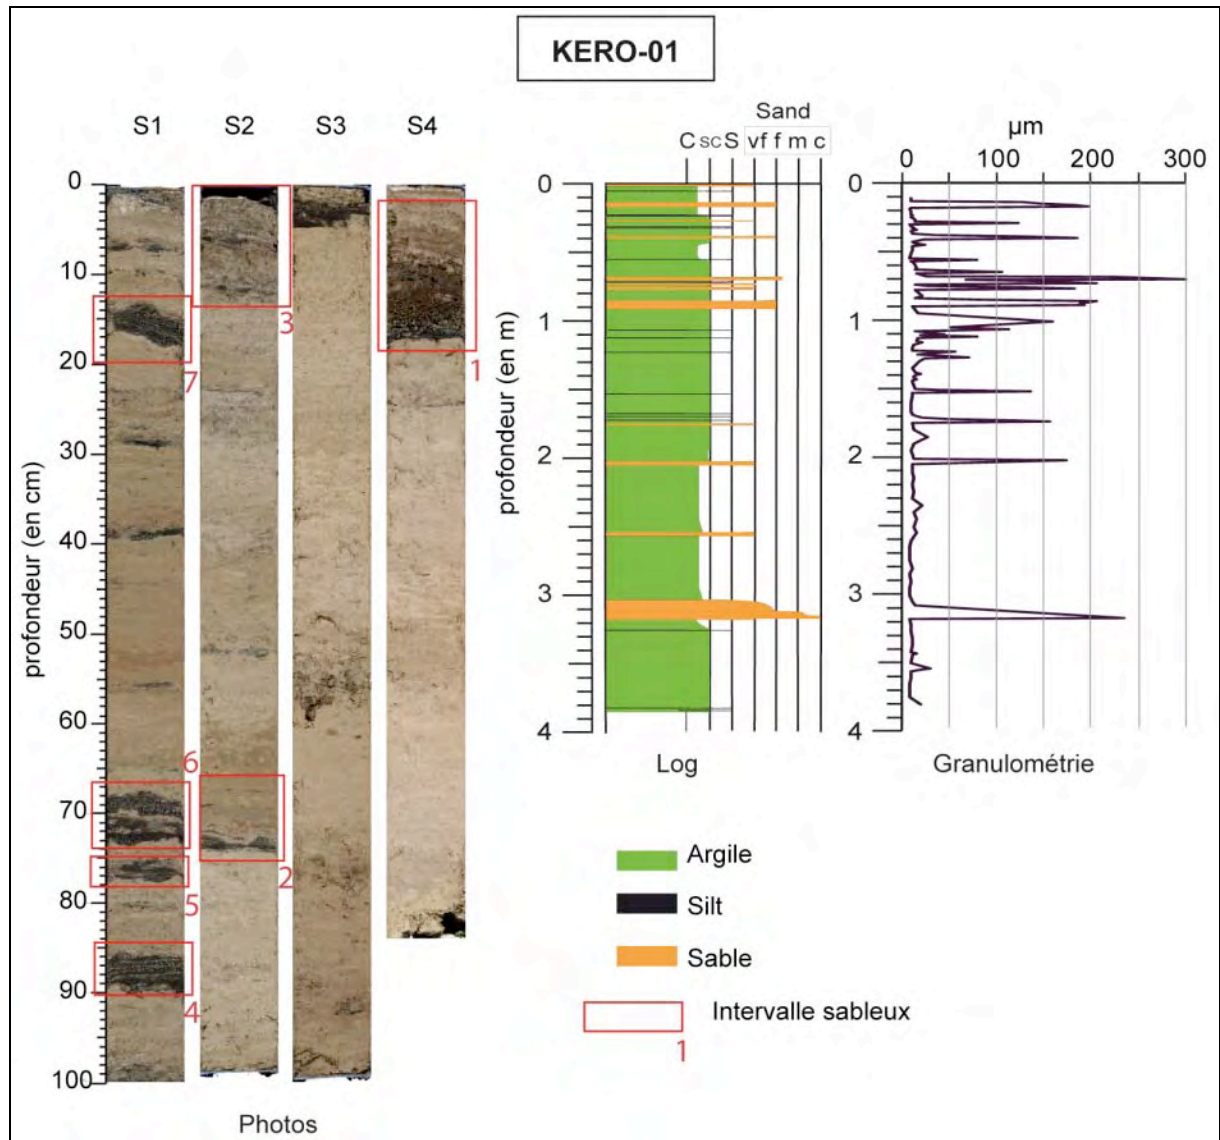 KERO-01
S1 S2 S3 S4
profondeur (en cm)
0
10
20
30
40
50
60
70
80
90
100
7
6
5
4
3
2
1
Photos
Sand
C SC S vf f m c
profondeur (en m)
0
1
2
3
4
Log
µm
0 100 200 300
0
1
2
3
4
Granulométrie
Argile
Silt
Sable
Intervalle sableux
1